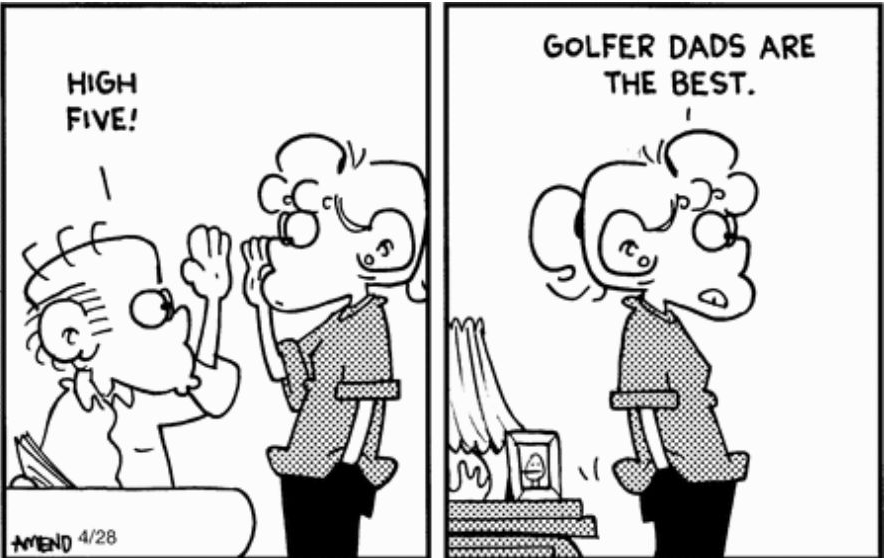 HIGH
FIVE!
GOLFER DADS ARE
THE BEST.
AMEND 4/28